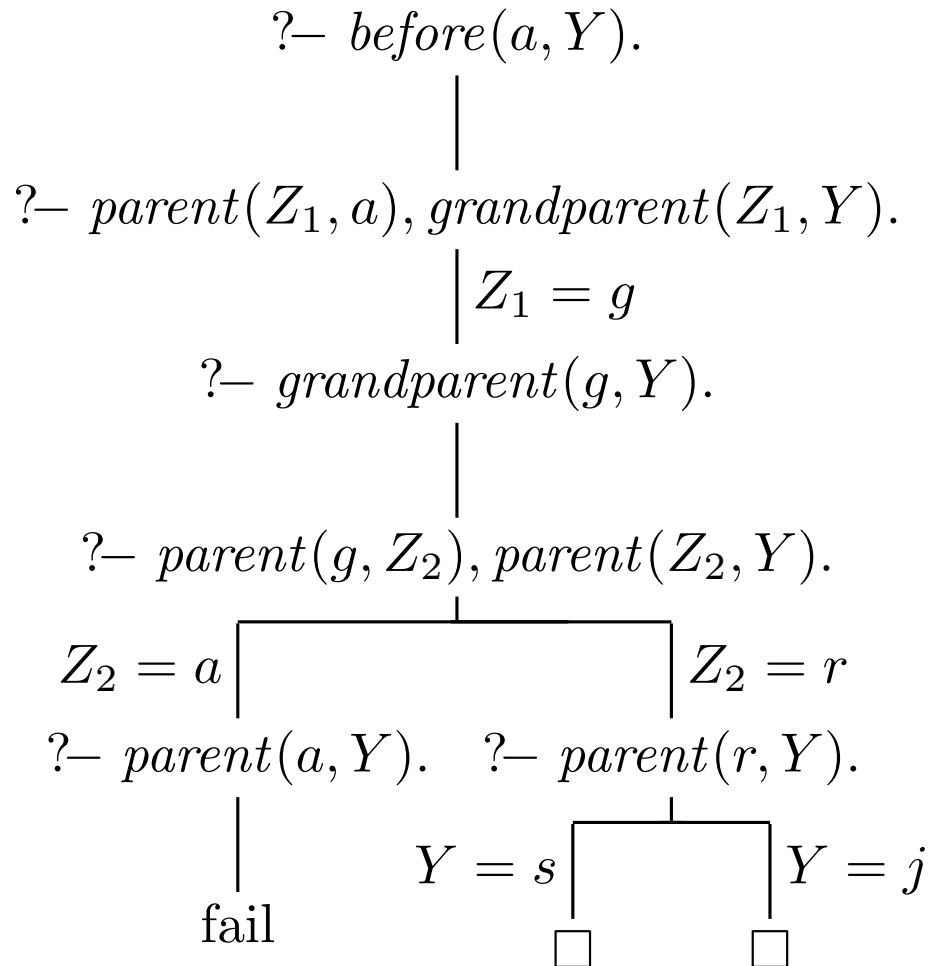 ?– before(a, Y).
?– parent(Z₁, a), grandparent(Z₁, Y).
Z₁ = g
?– grandparent(g, Y).
?– parent(g, Z₂), parent(Z₂, Y).
Z₂ = a Z₂ = r
?– parent(a, Y). ?– parent(r, Y).
Y = s Y = j
fail □ □